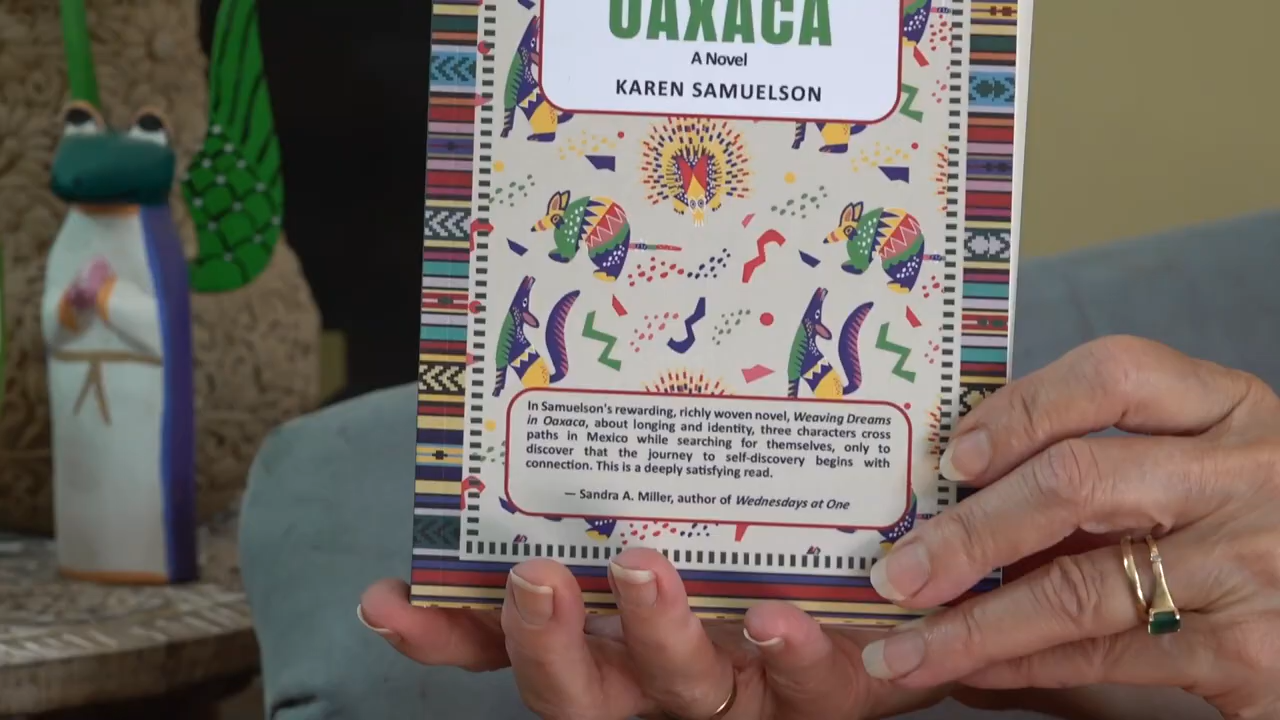 OAXACA
A Novel
KAREN SAMUELSON
In Samuelson's rewarding, richly woven novel, Weaving Dreams
in Oaxaca, about longing and identity, three characters cross
paths in Mexico while searching for themselves, only to
discover that the journey to self-discovery begins with
connection. This is a deeply satisfying read.
— Sandra A. Miller, author of Wednesdays at One